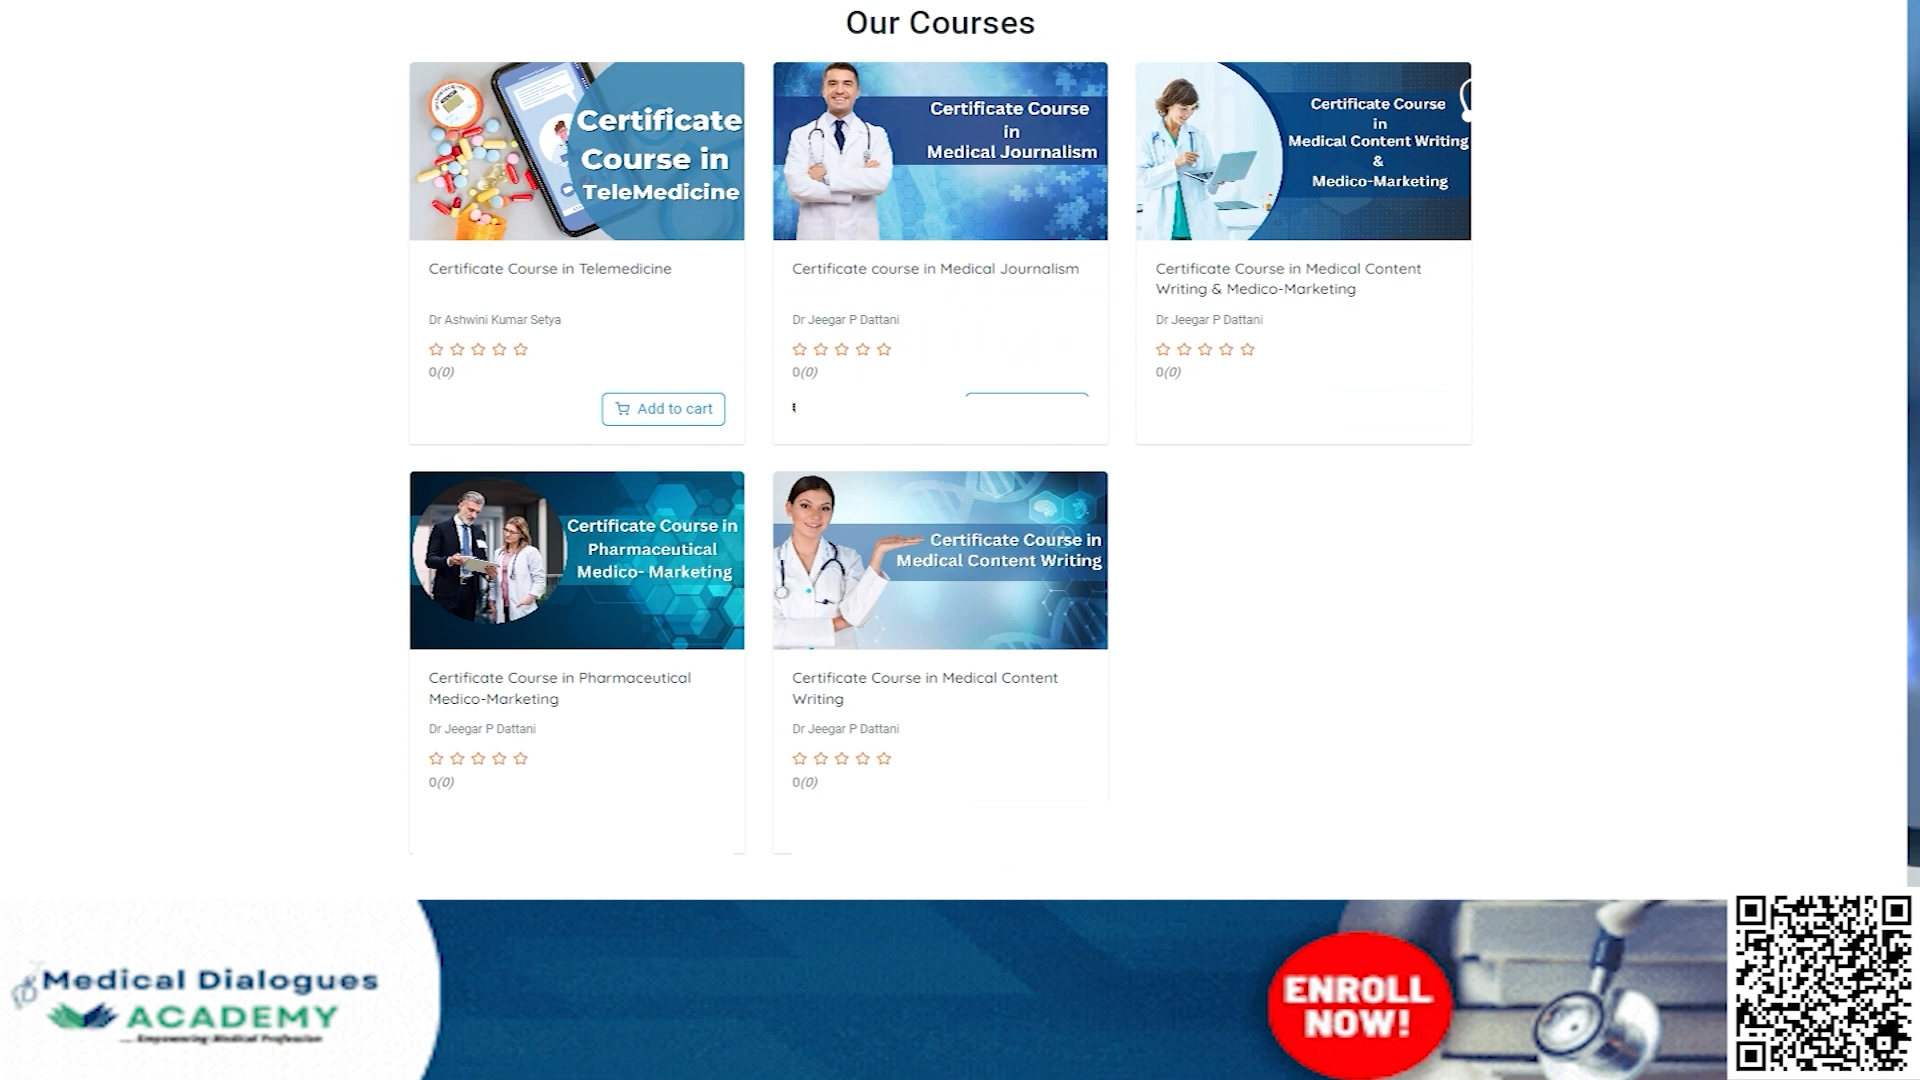 Our Courses
Certificate
Course in
TeleMedicine
Certificate Course in Telemedicine
Dr Ashwini Kumar Setya
0(0)
Add to cart
Certificate Course
in
Medical Journalism
Certificate course in Medical Journalism
Dr Jeegar P Dattani
0(0)
Certificate Course
in
Medical Content Writing
&
Medico-Marketing
Certificate Course in Medical Content
Writing & Medico-Marketing
Dr Jeegar P Dattani
0(0)
Certificate Course in
Pharmaceutical
Medico- Marketing
Certificate Course in Pharmaceutical
Medico-Marketing
Dr Jeegar P Dattani
0(0)
Certificate Course in
Medical Content Writing
Certificate Course in Medical Content
Writing
Dr Jeegar P Dattani
0(0)
Medical Dialogues
ACADEMY
.... Empowering Medical Profession
ENROLL
NOW!